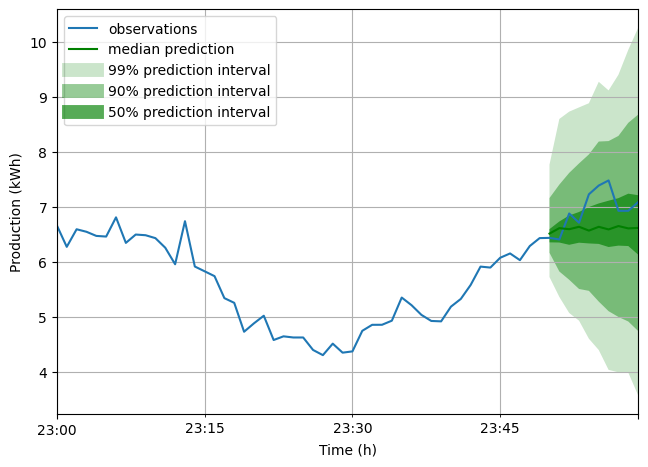 observations
median prediction
99% prediction interval
90% prediction interval
50% prediction interval
10
9
8
7
6
5
4
Production (kWh)
23:00
23:15
23:30
23:45
Time (h)